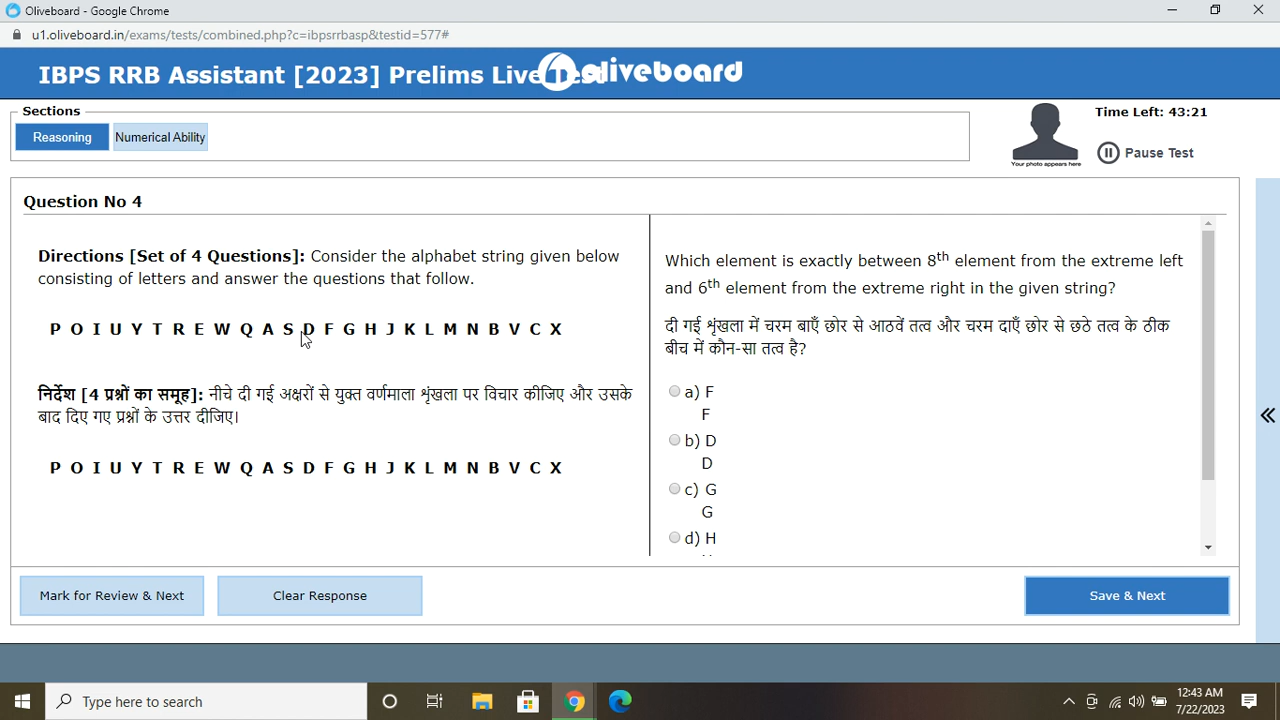 Oliveboard - Google Chrome
u1.oliveboard.in/exams/tests/combined.php?c=ibpsrrbasp&testid=577#
IBPS RRB Assistant [2023] Prelims Live Test
oliveboard
Sections
Reasoning
Numerical Ability
Your photo appears here
Time Left: 43:21
Pause Test
Question No 4
Directions [Set of 4 Questions]: Consider the alphabet string given below
consisting of letters and answer the questions that follow.
P O I U Y T R E W Q A S D F G H J K L M N B V C X
निर्देश [4 प्रश्नों का समूह]: नीचे दी गई अक्षरों से युक्त वर्णमाला शृंखला पर विचार कीजिए और उसके
बाद दिए गए प्रश्नों के उत्तर दीजिए।
P O I U Y T R E W Q A S D F G H J K L M N B V C X
Which element is exactly between 8th element from the extreme left
and 6th element from the extreme right in the given string?
दी गई शृंखला में चरम बाएँ छोर से आठवें तत्व और चरम दाएँ छोर से छठे तत्व के ठीक
बीच में कौन-सा तत्व है?
a) F
F
b) D
D
c) G
G
d) H
Mark for Review & Next
Clear Response
Save & Next
Type here to search
12:43 AM
7/22/2023